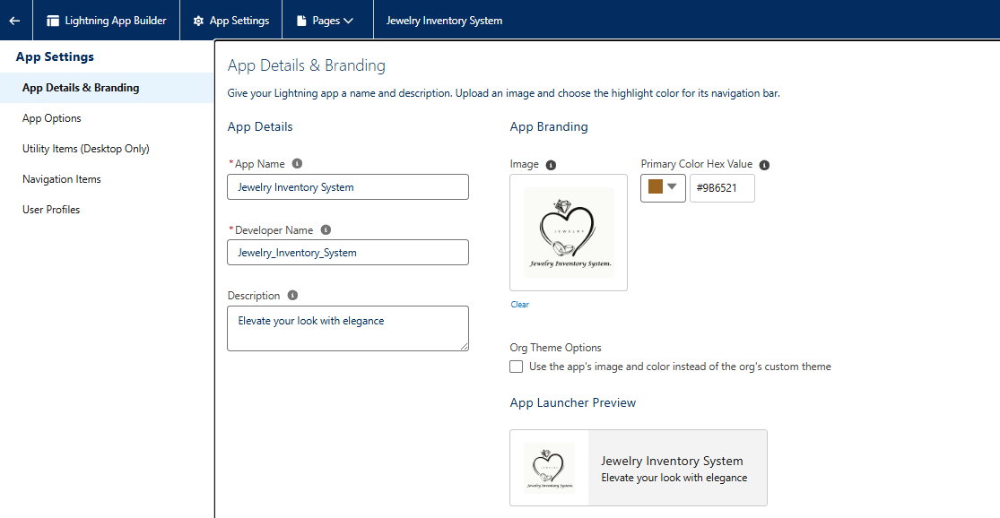 Lightning App Builder
App Settings
Pages
Jewelry Inventory System
App Settings
App Details & Branding
App Options
Utility Items (Desktop Only)
Navigation Items
User Profiles
App Details & Branding
Give your Lightning app a name and description. Upload an image and choose the highlight color for its navigation bar.
App Details
*App Name
Jewelry Inventory System
*Developer Name
Jewelry_Inventory_System
Description
Elevate your look with elegance
App Branding
Image
JEWELRY
Jewelry Inventory System.
Clear
Primary Color Hex Value
#9B6521
Org Theme Options
Use the app's image and color instead of the org's custom theme
App Launcher Preview
Jewelry Inventory System.
Jewelry Inventory System
Elevate your look with elegance